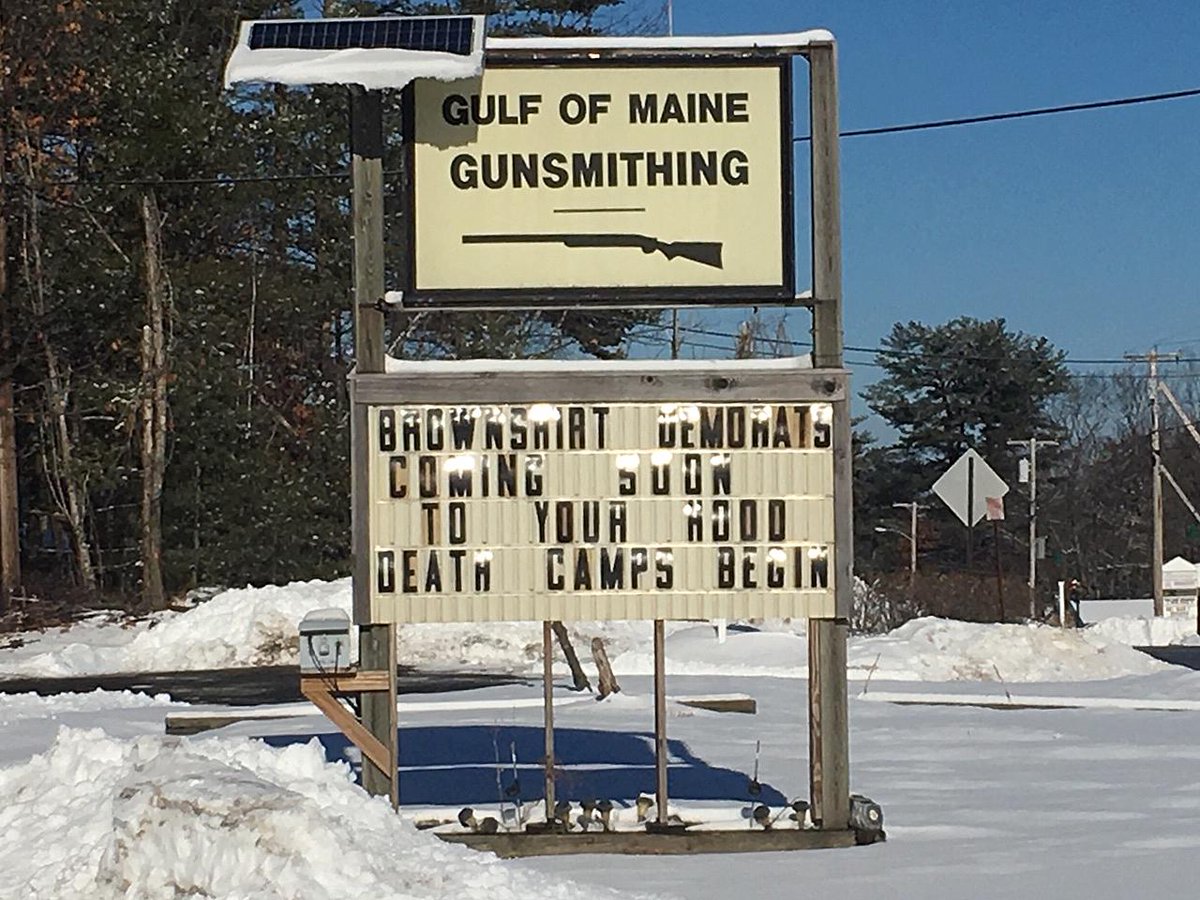 GULF OF MAINE
GUNSMITHING
BROWNSHIRT DEMORATS
COMING SOON
TO YOUR HOOD
DEATH CAMPS BEGIN